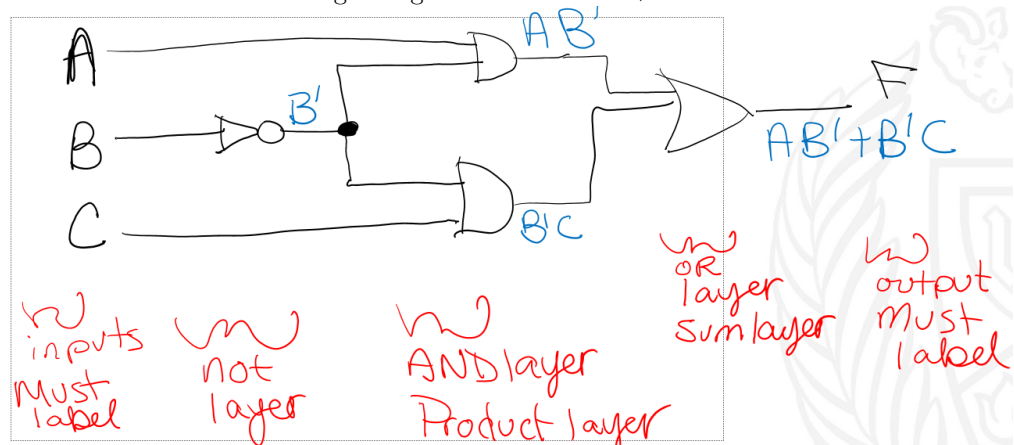 A
B
C
B'
AB'
B'C
F
AB'+B'C
inputs
Must
label
not
layer
AND layer
Product layer
OR
layer
sum layer
output
Must
label